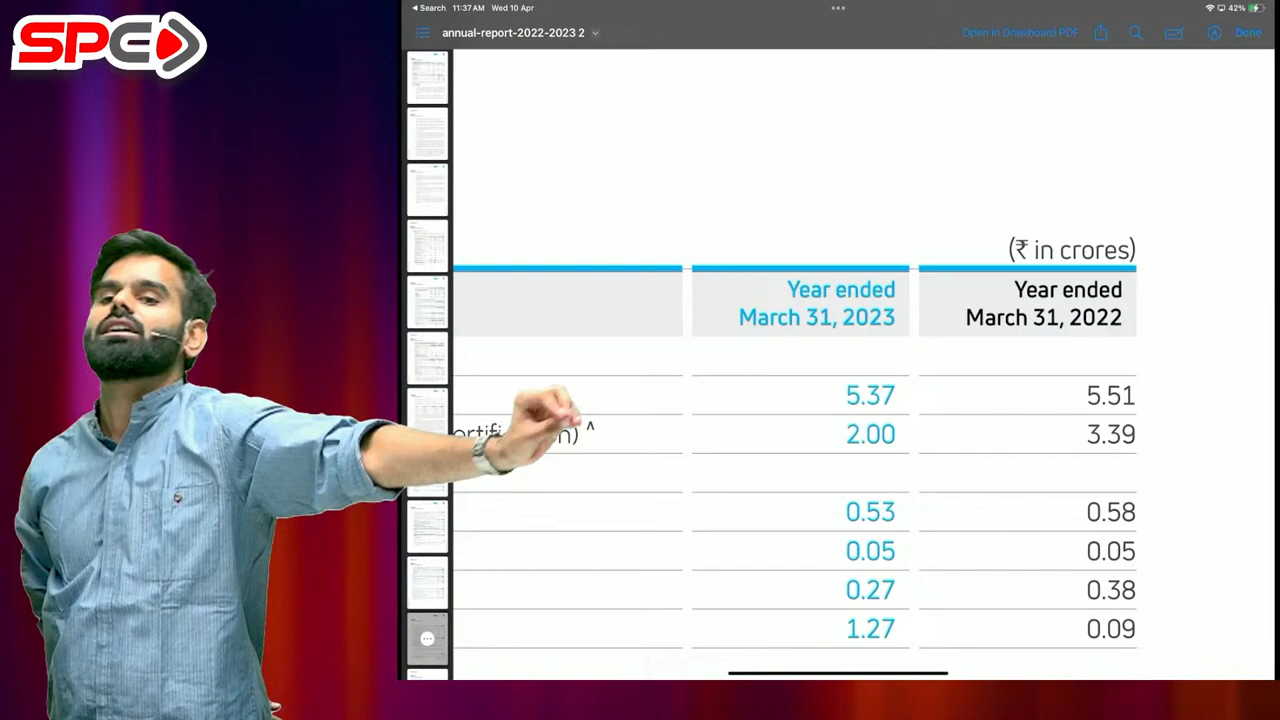 SPC
Search 11:37 AM Wed 10 Apr 42%
annual-report-2022-2023 2
Open in Drawboard PDF
Done
(₹ in crors)
Year ended
March 31, 2023
Year ended
March 31, 2022
5.37 5.51
^ 2.00 3.39
0.53 0.58
0.05 0.05
0.27 0.38
1.27 0.09